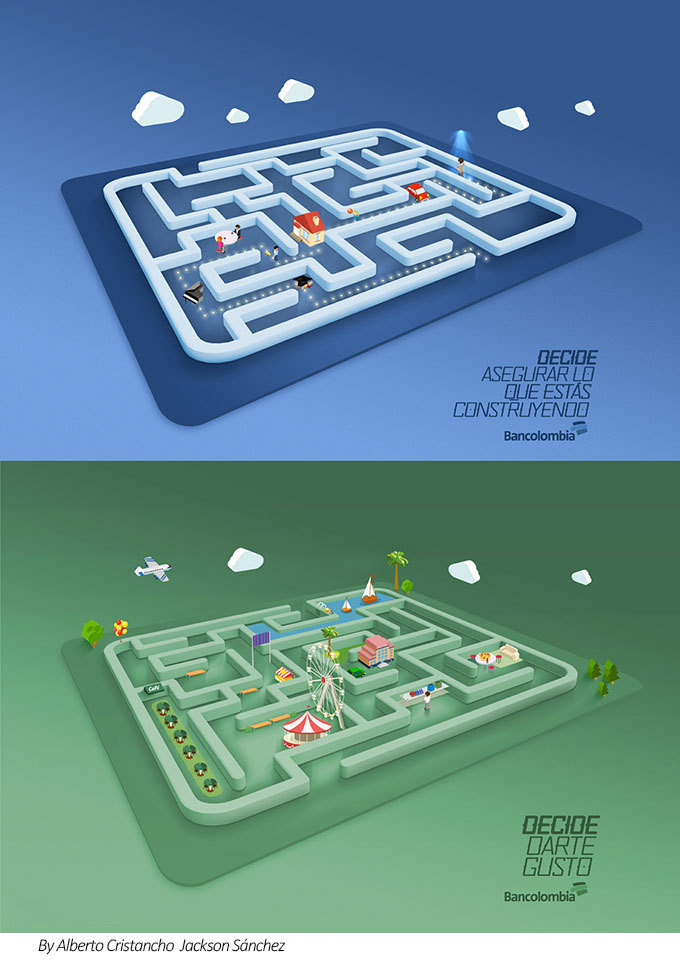 DECIDE
ASEGURAR LO
QUE ESTÁS
CONSTRUYENDO
Bancolombia
Café
DECIDE
DARTE
GUSTO
Bancolombia
By Alberto Cristancho Jackson Sánchez